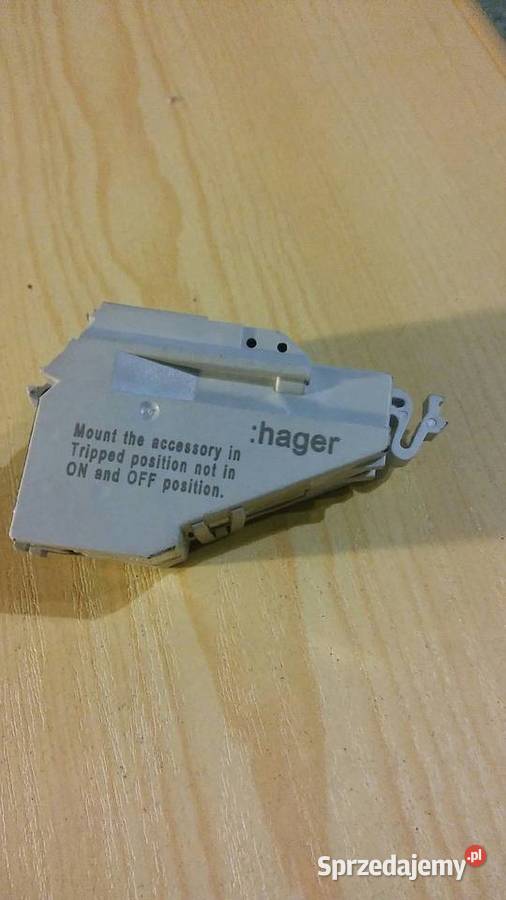 :hager
Mount the accessory in
Tripped position not in
ON and OFF position.
Sprzedajemy.pl